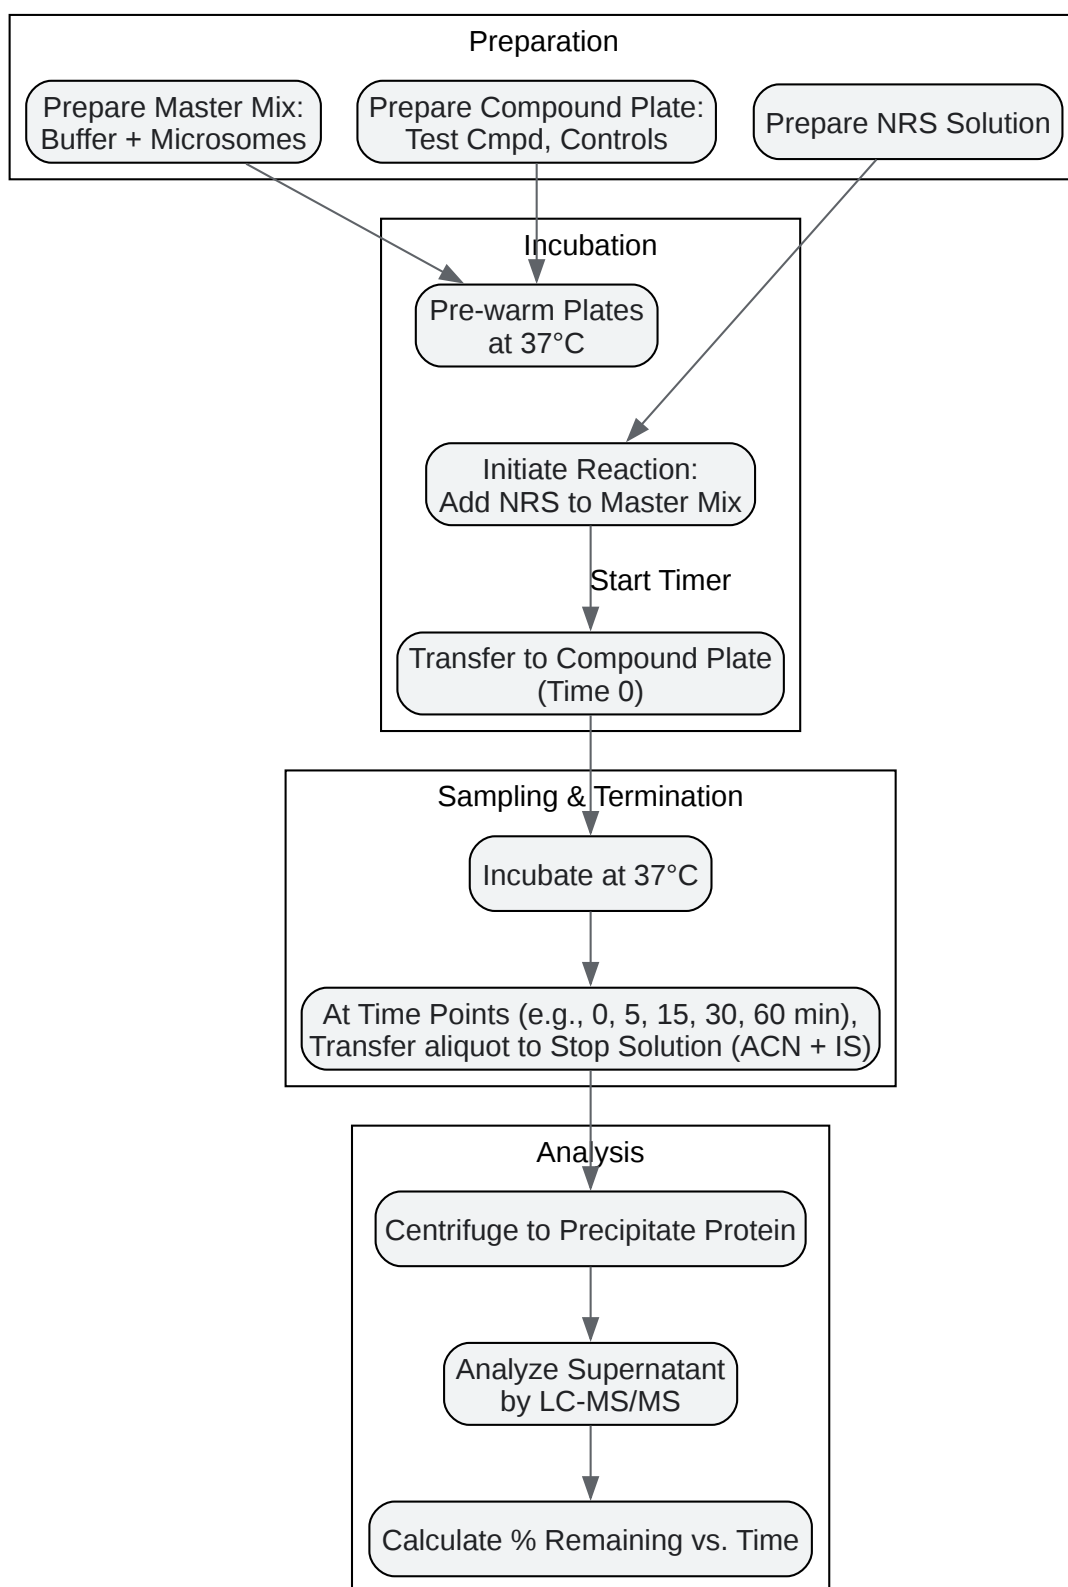 Preparation
Prepare Master Mix:
Buffer + Microsomes
Prepare Compound Plate:
Test Cmpd, Controls
Prepare NRS Solution
Incubation
Pre-warm Plates
at 37°C
Initiate Reaction:
Add NRS to Master Mix
Start Timer
Transfer to Compound Plate
(Time 0)
Sampling & Termination
Incubate at 37°C
At Time Points (e.g., 0, 5, 15, 30, 60 min),
Transfer aliquot to Stop Solution (ACN + IS)
Analysis
Centrifuge to Precipitate Protein
Analyze Supernatant
by LC-MS/MS
Calculate % Remaining vs. Time